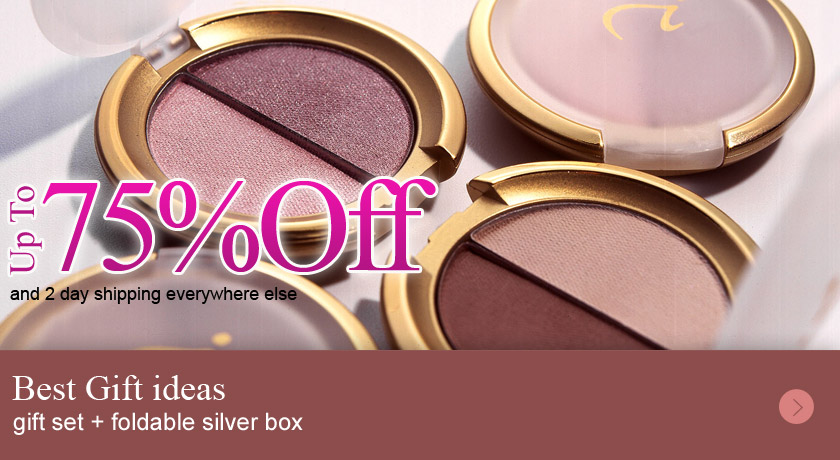 Up To
75%Off
and 2 day shipping everywhere else
Best Gift ideas
gift set + foldable silver box